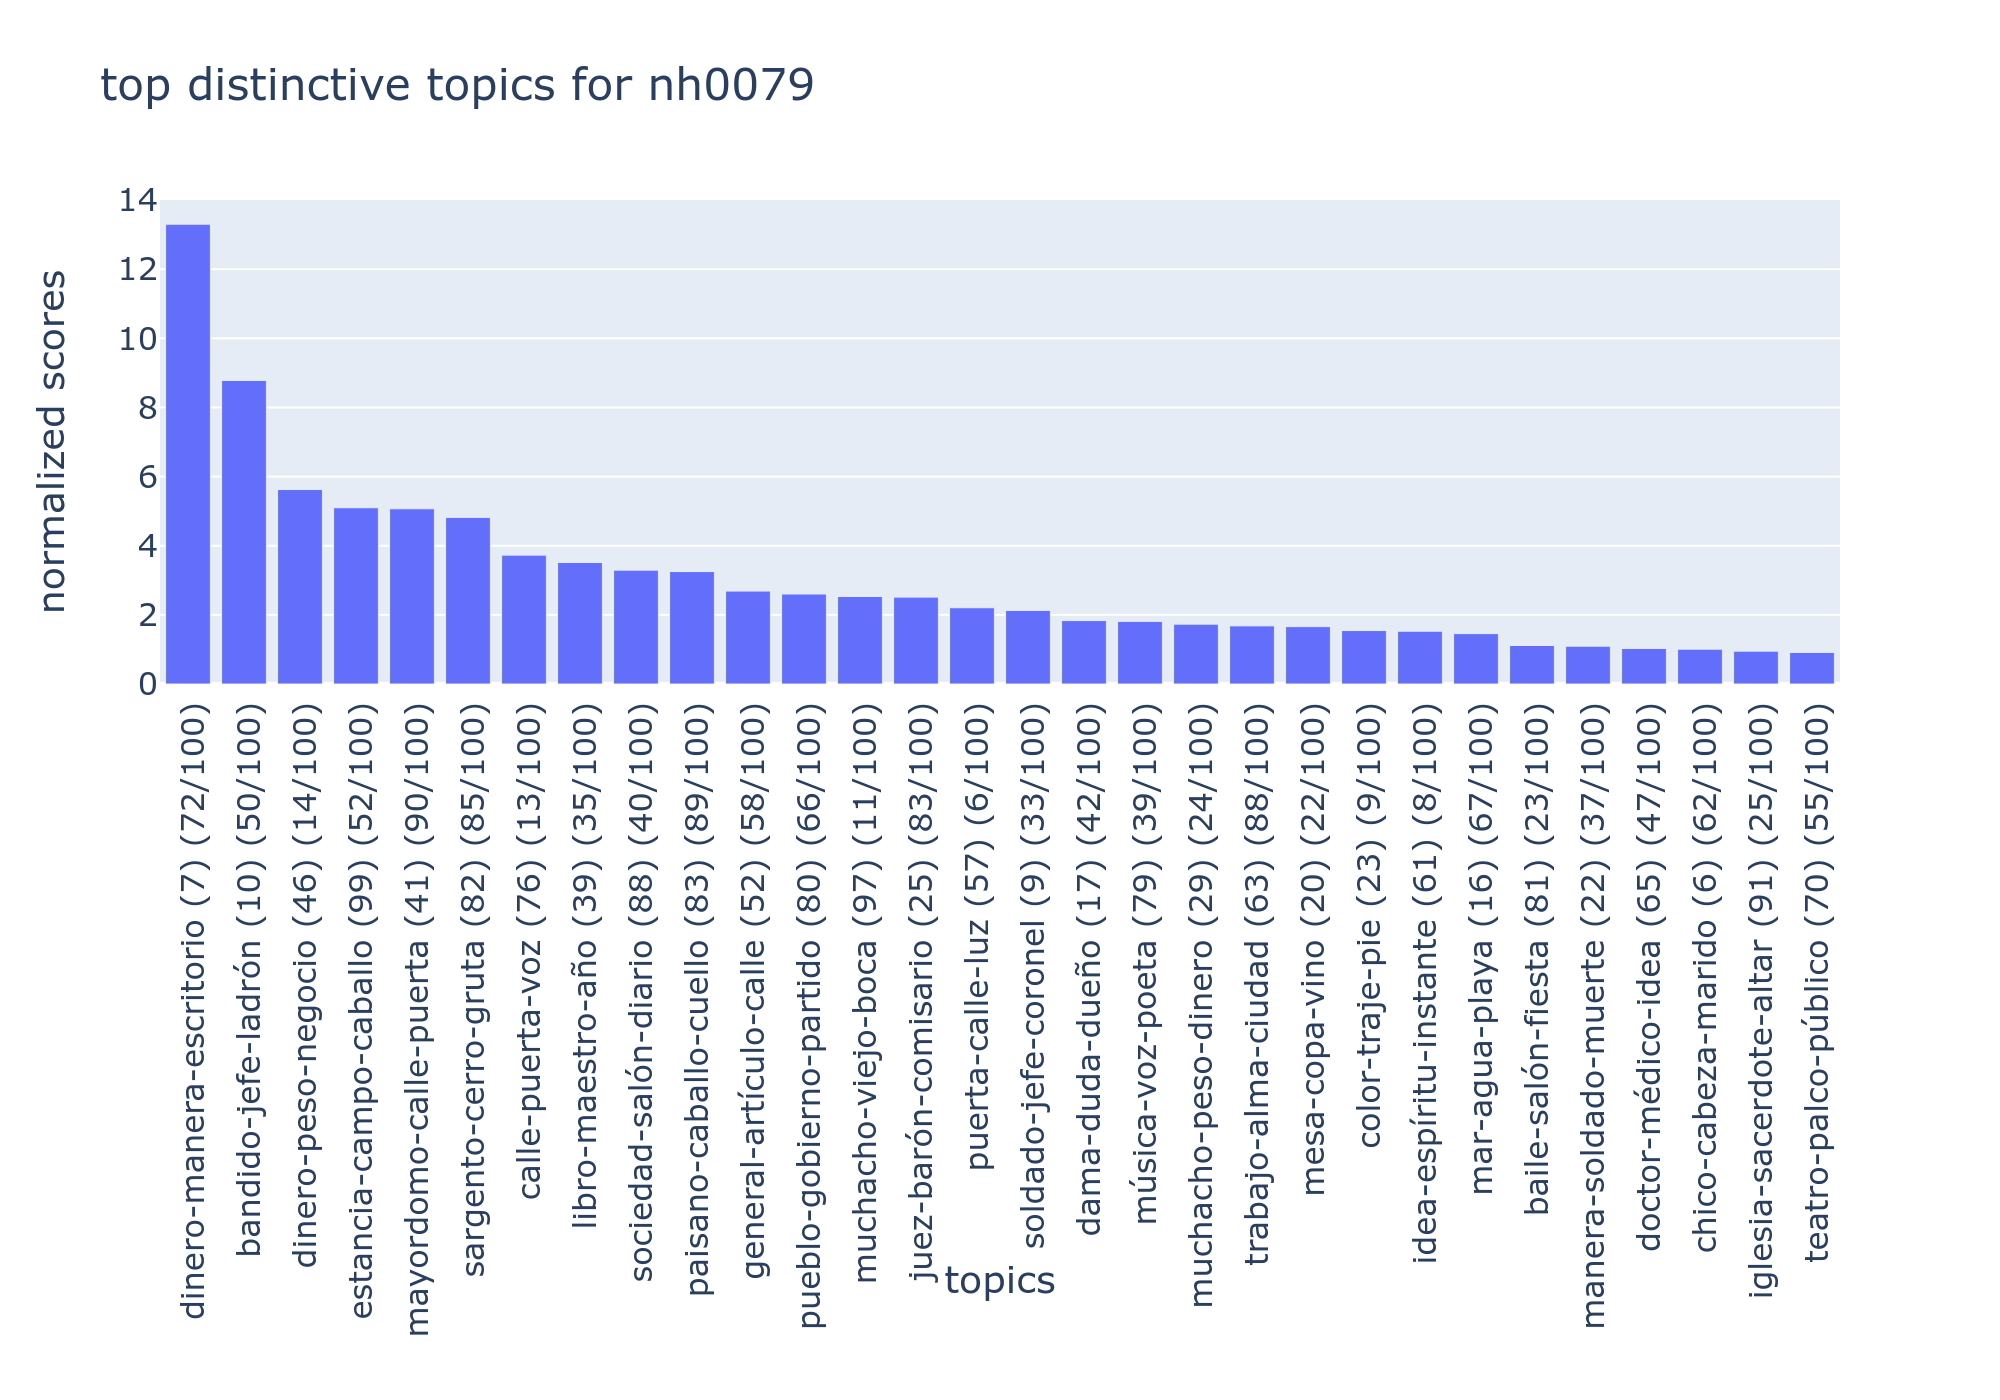 top distinctive topics for nh0079
normalized scores
14
12
10
8
6
4
2
0
dinero-manera-escritorio (7) (72/100)
bandido-jefe-ladrón (10) (50/100)
dinero-peso-negocio (46) (14/100)
estancia-campo-caballo (99) (52/100)
mayordomo-calle-puerta (41) (90/100)
sargento-cerro-gruta (82) (85/100)
calle-puerta-voz (76) (13/100)
libro-maestro-año (39) (35/100)
sociedad-salón-diario (88) (40/100)
paisano-caballo-cuello (83) (89/100)
general-artículo-calle (52) (58/100)
pueblo-gobierno-partido (80) (66/100)
muchacho-viejo-boca (97) (11/100)
juez-barón-comisario (25) (83/100)
puerta-calle-luz (57) (6/100)
soldado-jefe-coronel (9) (33/100)
dama-duda-dueño (17) (42/100)
música-voz-poeta (79) (39/100)
muchacho-peso-dinero (29) (24/100)
trabajo-alma-ciudad (63) (88/100)
mesa-copa-vino (20) (22/100)
color-traje-pie (23) (9/100)
idea-espíritu-instante (61) (8/100)
mar-agua-playa (16) (67/100)
baile-salón-fiesta (81) (23/100)
manera-soldado-muerte (22) (37/100)
doctor-médico-idea (65) (47/100)
chico-cabeza-marido (6) (62/100)
iglesia-sacerdote-altar (91) (25/100)
teatro-palco-público (70) (55/100)
topics